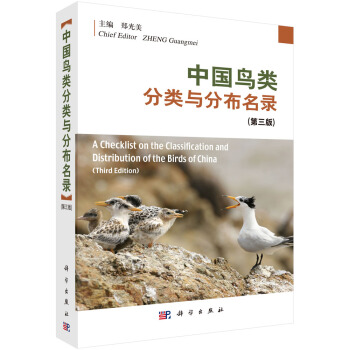 主编 郑光美
Chief Editor ZHENG Guangmei
中国鸟类
分类与分布名录
(第三版)
A Checklist on the Classification and
Distribution of the Birds of China
(Third Edition)
科学出版社
【中国鸟类分类与分布名录】
第三版
科学出版社